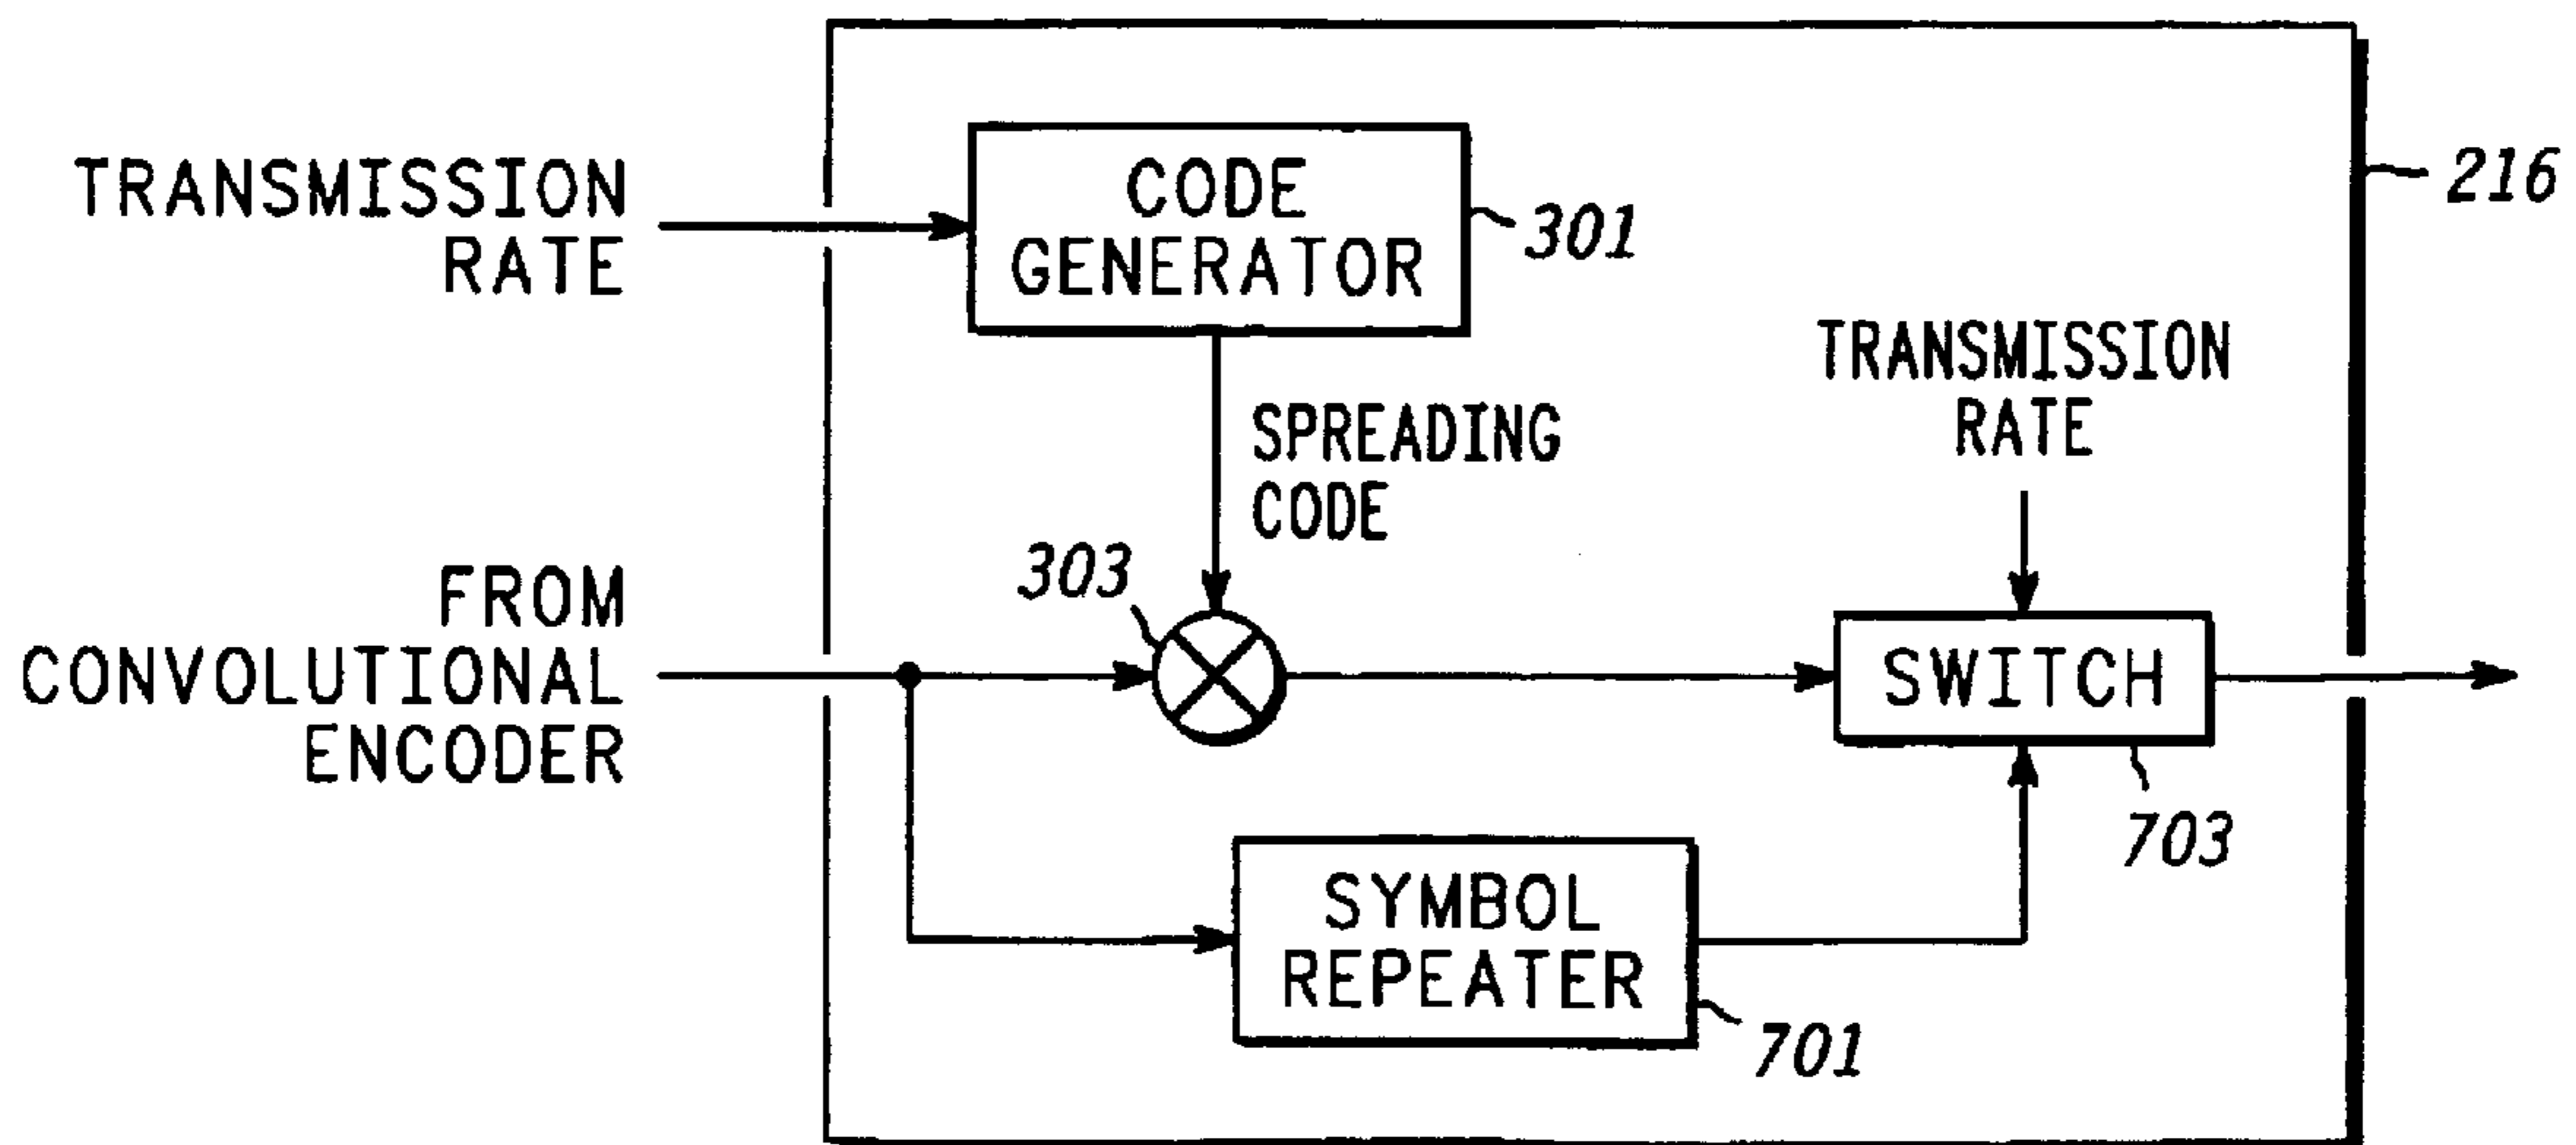 TRANSMISSION
RATE
CODE
GENERATOR
301
216
SPREADING
CODE
TRANSMISSION
RATE
303
FROM
CONVOLUTIONAL
ENCODER
SWITCH
703
SYMBOL
REPEATER
701